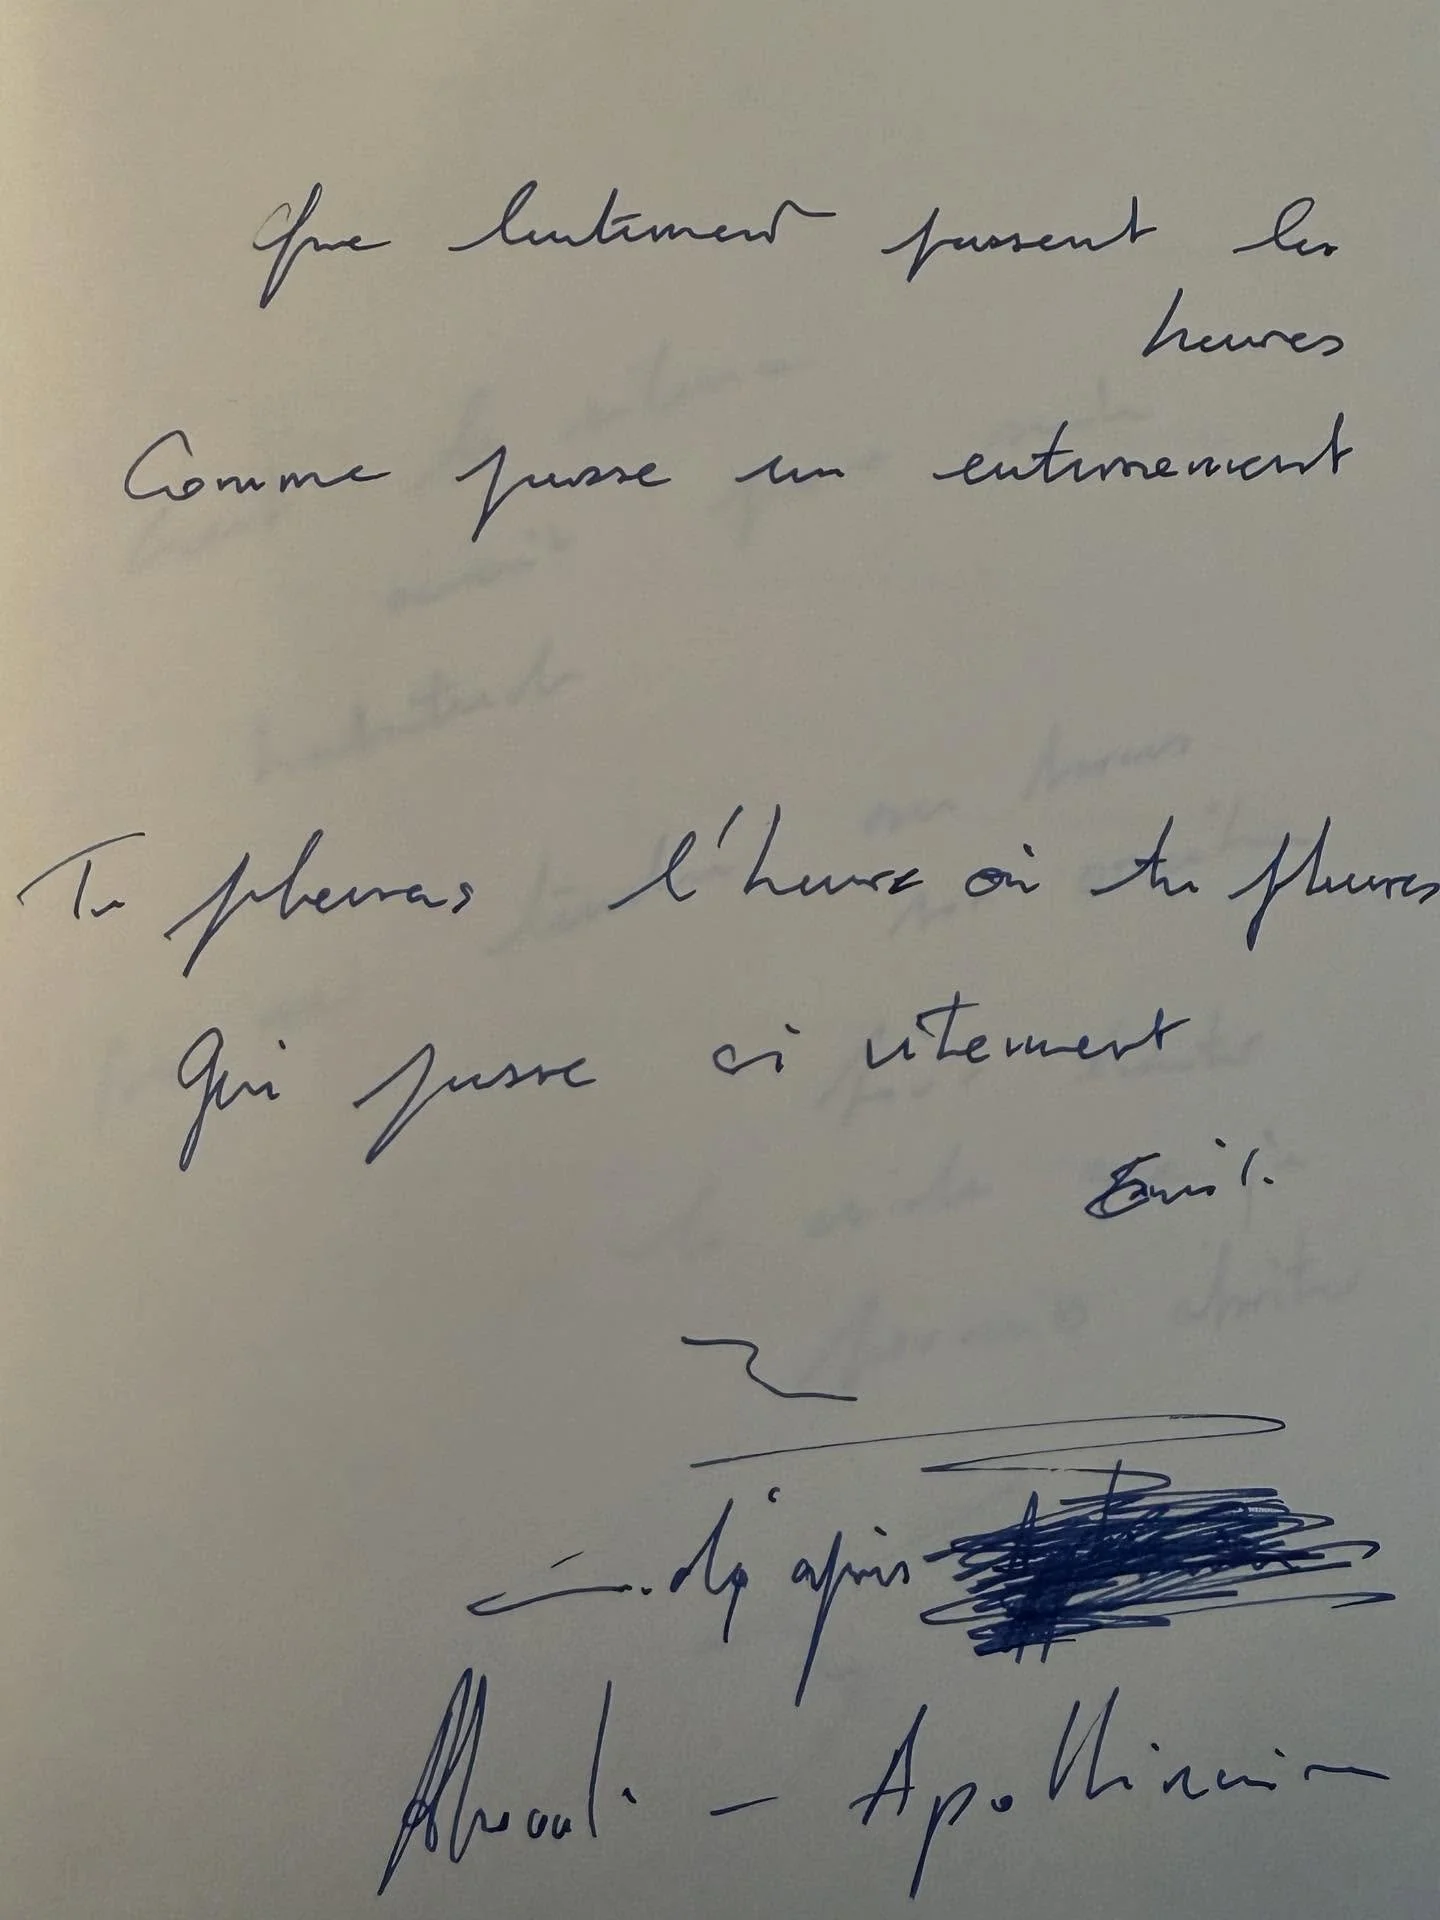 Que lentement passent les
heures
Comme passe un enterrement
Tu pleuras l'heure où tu pleures
Qui passe si vitement
d'après
Apollinaire